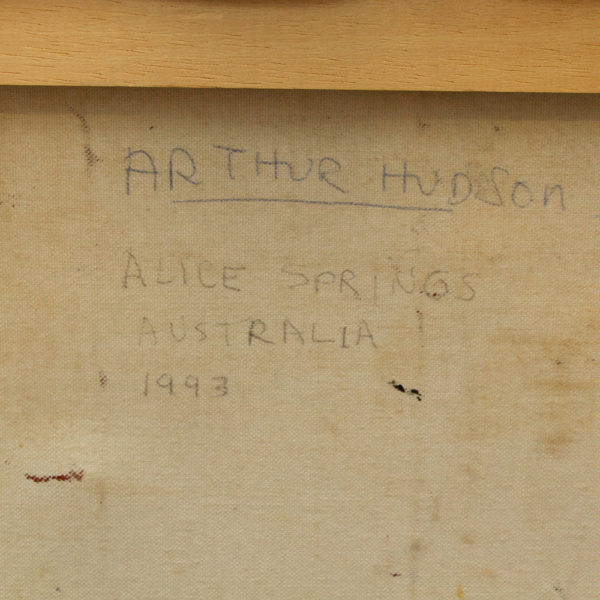 ARTHUR HUDSON
ALICE SPRINGS
AUSTRALIA
1993